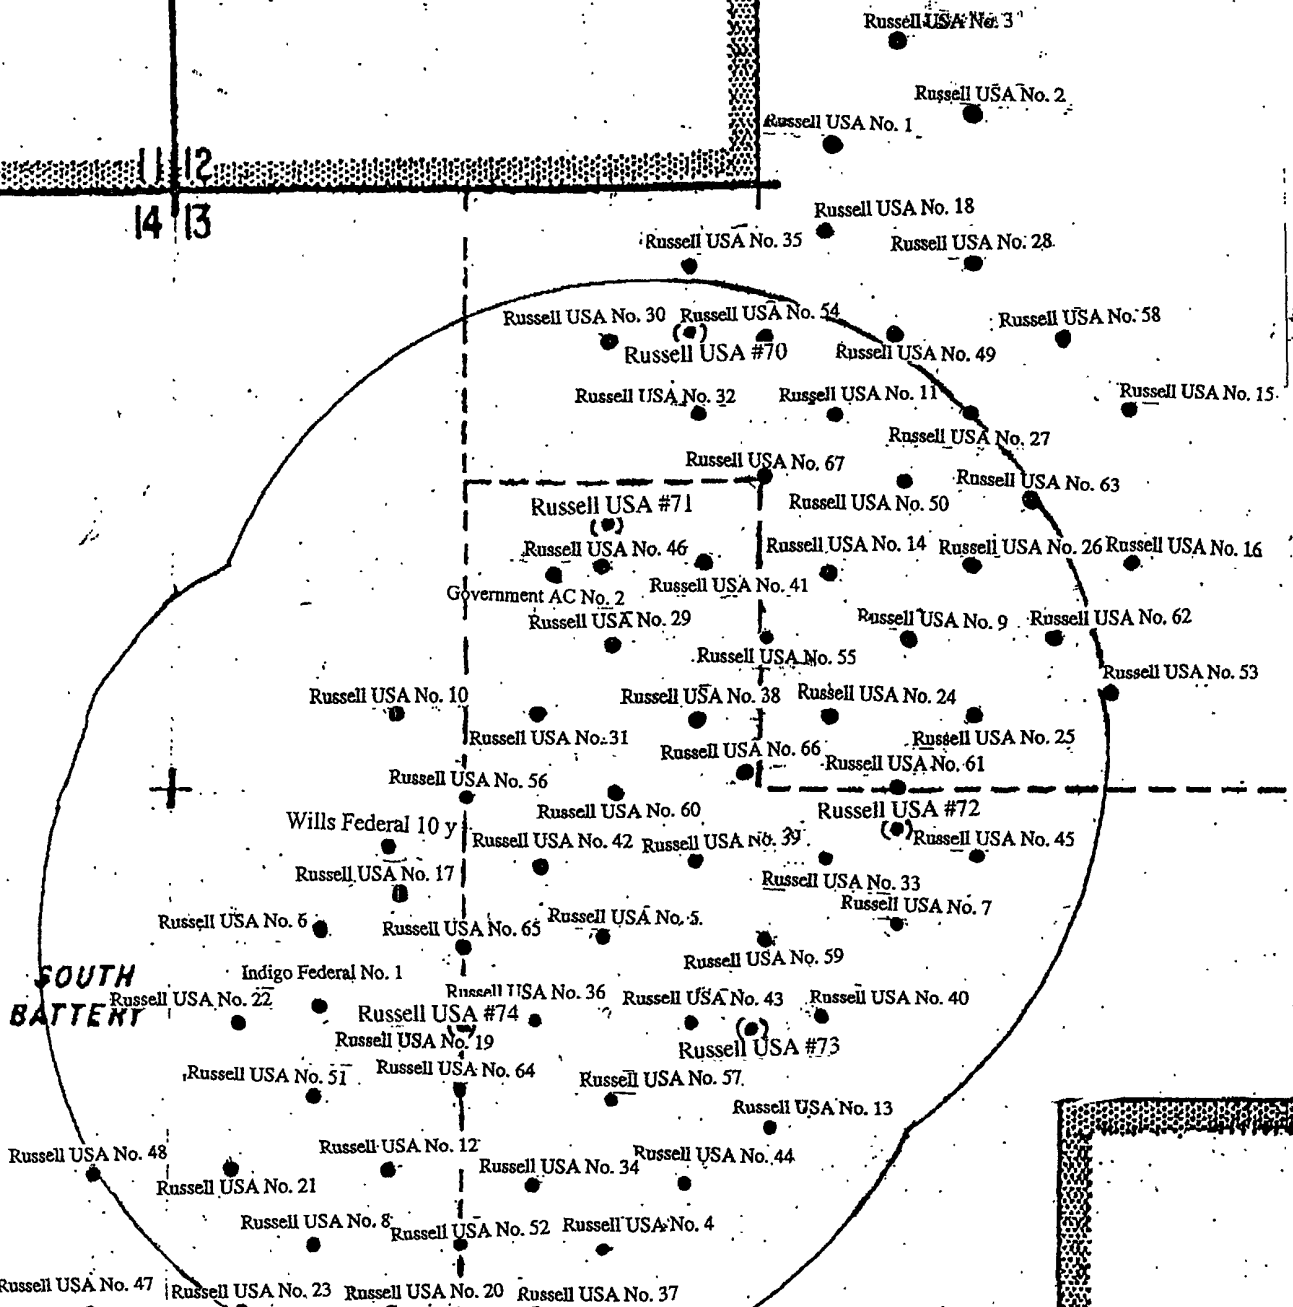 Russell USA No. 3
Russell USA No. 2
Russell USA No. 1
11 12
14 13
Russell USA No. 18
Russell USA No. 35
Russell USA No. 28
Russell USA No. 30
Russell USA No. 54
Russell USA No. 58
Russell USA #70
Russell USA No. 49
Russell USA No. 32
Russell USA No. 11
Russell USA No. 15
Russell USA No. 27
Russell USA No. 67
Russell USA No. 63
Russell USA #71
Russell USA No. 50
Russell USA No. 46
Russell USA No. 14
Russell USA No. 26
Russell USA No. 16
Russell USA No. 41
Government AC No. 2
Russell USA No. 29
Russell USA No. 9
Russell USA No. 62
Russell USA No. 55
Russell USA No. 53
Russell USA No. 10
Russell USA No. 38
Russell USA No. 24
Russell USA No. 31
Russell USA No. 25
Russell USA No. 66
Russell USA No. 61
Russell USA No. 56
Russell USA No. 60
Russell USA #72
Wills Federal 10 y
Russell USA No. 42
Russell USA No. 39
Russell USA No. 45
Russell USA No. 17
Russell USA No. 33
Russell USA No. 7
Russell USA No. 6
Russell USA No. 65
Russell USA No. 5
Russell USA No. 59
SOUTH
BATTERY
Indigo Federal No. 1
Russell USA No. 22
Russell USA No. 36
Russell USA No. 43
Russell USA No. 40
Russell USA #74
Russell USA No. 19
Russell USA #73
Russell USA No. 51
Russell USA No. 64
Russell USA No. 57
Russell USA No. 13
Russell USA No. 48
Russell USA No. 12
Russell USA No. 34
Russell USA No. 44
Russell USA No. 21
Russell USA No. 8
Russell USA No. 52
Russell USA No. 4
Russell USA No. 47
Russell USA No. 23
Russell USA No. 20
Russell USA No. 37